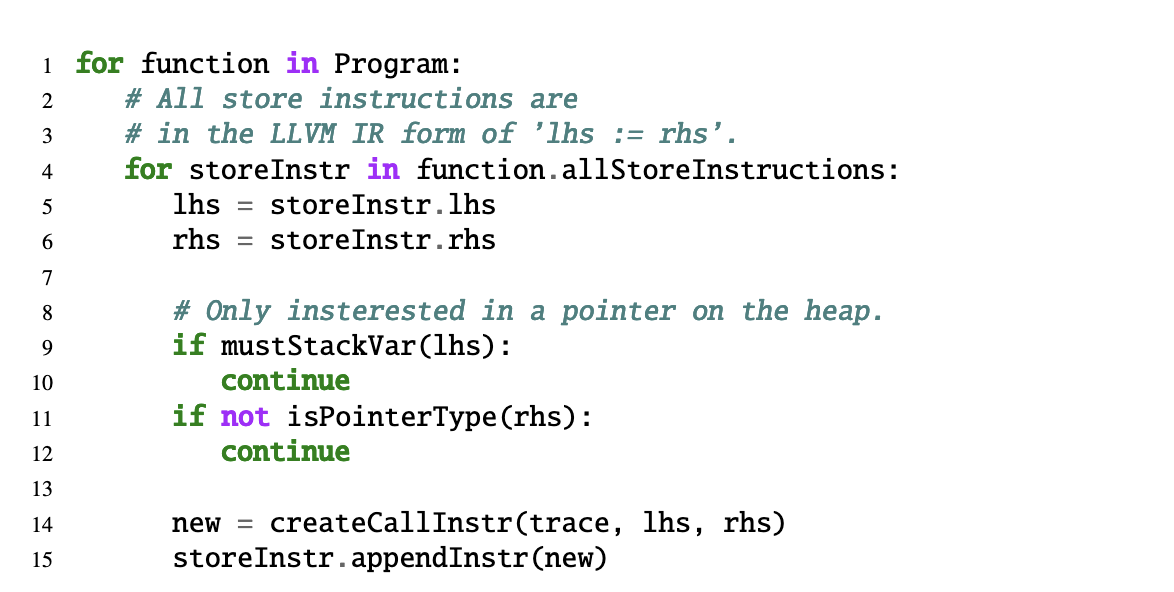 1 for function in Program:
2 # All store instructions are
3 # in the LLVM IR form of ’lhs := rhs’.
4 for storeInstr in function.allStoreInstructions:
5 lhs = storeInstr.lhs
6 rhs = storeInstr.rhs
7
8 # Only insterested in a pointer on the heap.
9 if mustStackVar(lhs):
10 continue
11 if not isPointerType(rhs):
12 continue
13
14 new = createCallInstr(trace, lhs, rhs)
15 storeInstr.appendInstr(new)